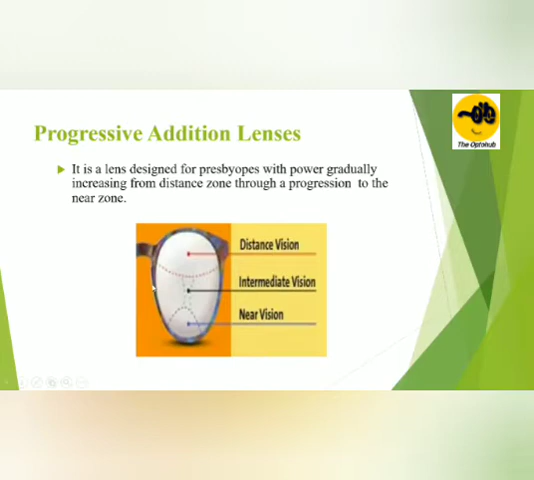 The Optohub
Progressive Addition Lenses
It is a lens designed for presbyopes with power gradually
increasing from distance zone through a progression to the
near zone.
Distance Vision
Intermediate Vision
Near Vision